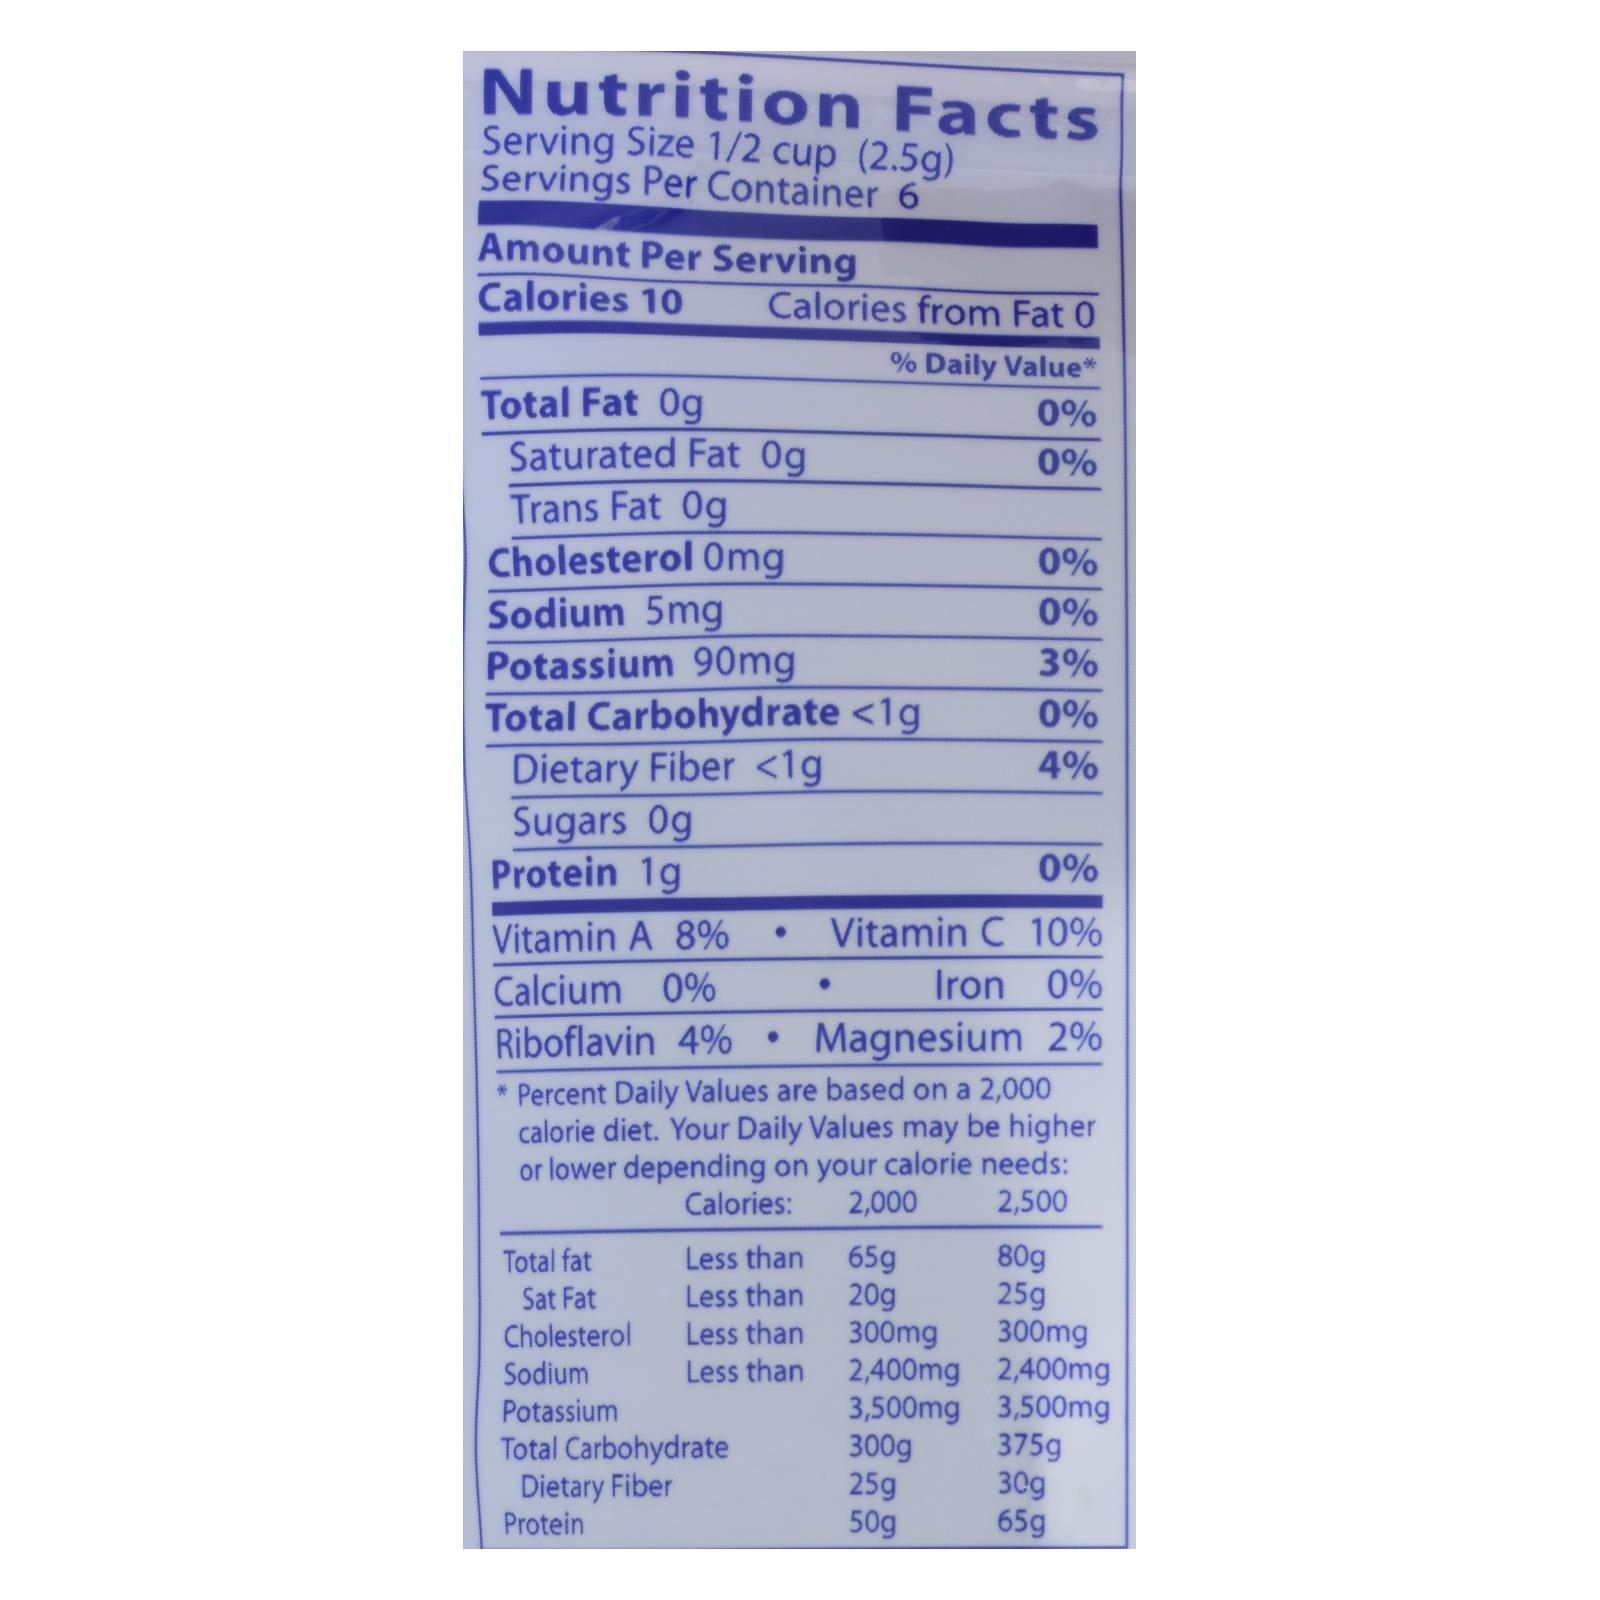 Nutrition Facts
Serving Size 1/2 cup (2.5g)
Servings Per Container 6
Amount Per Serving
Calories 10 Calories from Fat 0
% Daily Value*
Total Fat 0g 0%
Saturated Fat 0g 0%
Trans Fat 0g
Cholesterol 0mg 0%
Sodium 5mg 0%
Potassium 90mg 3%
Total Carbohydrate <1g 0%
Dietary Fiber <1g 4%
Sugars 0g
Protein 1g 0%
Vitamin A 8% • Vitamin C 10%
Calcium 0% • Iron 0%
Riboflavin 4% • Magnesium 2%
* Percent Daily Values are based on a 2,000
calorie diet. Your Daily Values may be higher
or lower depending on your calorie needs:
Calories: 2,000 2,500
Total fat Less than 65g 80g
Sat Fat Less than 20g 25g
Cholesterol Less than 300mg 300mg
Sodium Less than 2,400mg 2,400mg
Potassium 3,500mg 3,500mg
Total Carbohydrate 300g 375g
Dietary Fiber 25g 30g
Protein 50g 65g